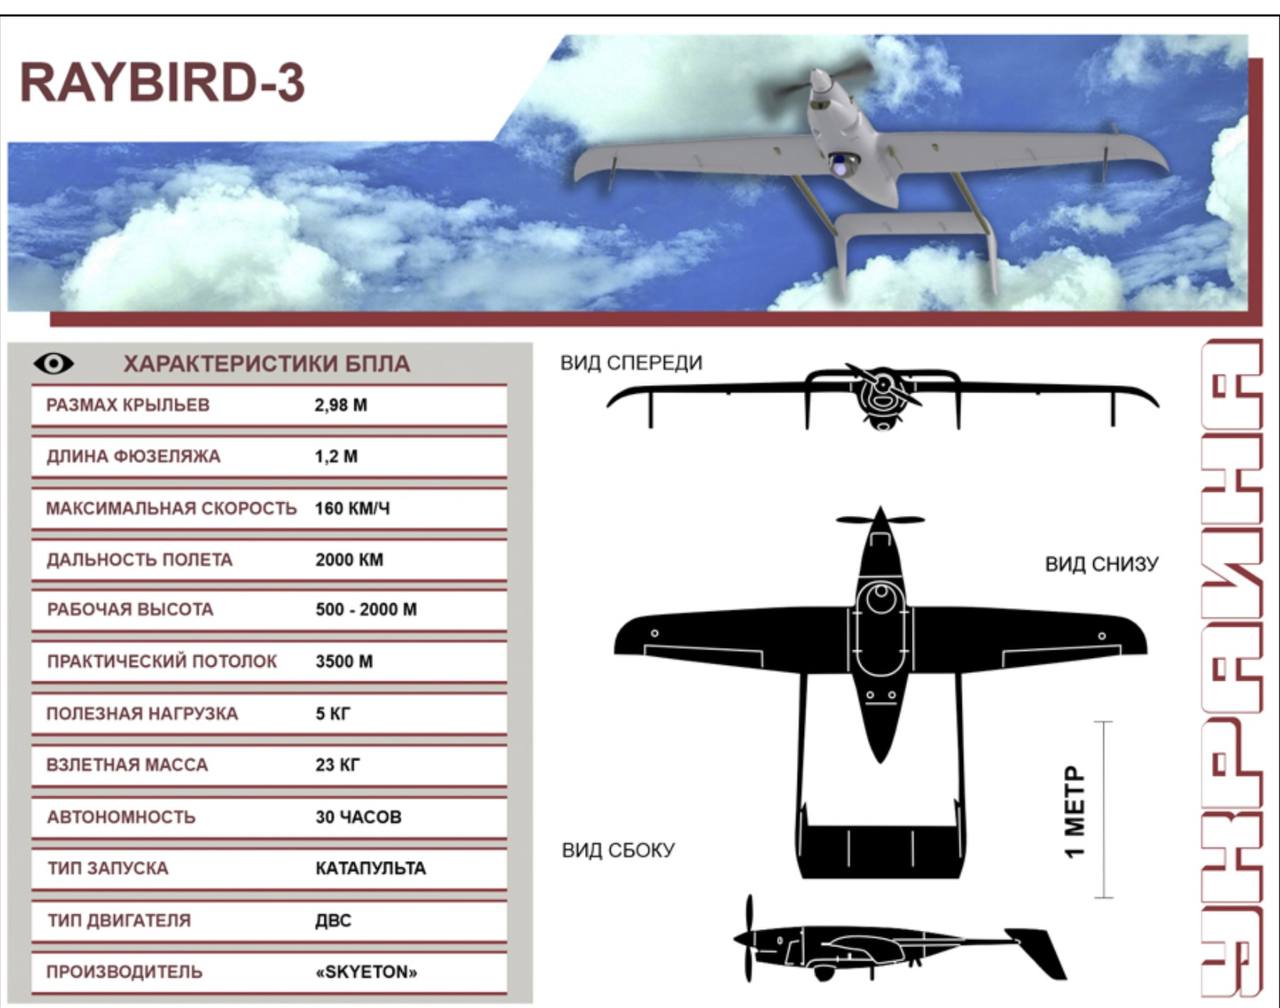 RAYBIRD-3
ХАРАКТЕРИСТИКИ БПЛА
РАЗМАХ КРЫЛЬЕВ 2,98 М
ДЛИНА ФЮЗЕЛЯЖА 1,2 М
МАКСИМАЛЬНАЯ СКОРОСТЬ 160 КМ/Ч
ДАЛЬНОСТЬ ПОЛЕТА 2000 КМ
РАБОЧАЯ ВЫСОТА 500 - 2000 М
ПРАКТИЧЕСКИЙ ПОТОЛОК 3500 М
ПОЛЕЗНАЯ НАГРУЗКА 5 КГ
ВЗЛЕТНАЯ МАССА 23 КГ
АВТОНОМНОСТЬ 30 ЧАСОВ
ТИП ЗАПУСКА КАТАПУЛЬТА
ТИП ДВИГАТЕЛЯ ДВС
ПРОИЗВОДИТЕЛЬ «SKYETON»
ВИД СПЕРЕДИ
ВИД СНИЗУ
1 МЕТР
ВИД СБОКУ
УКРАИНА